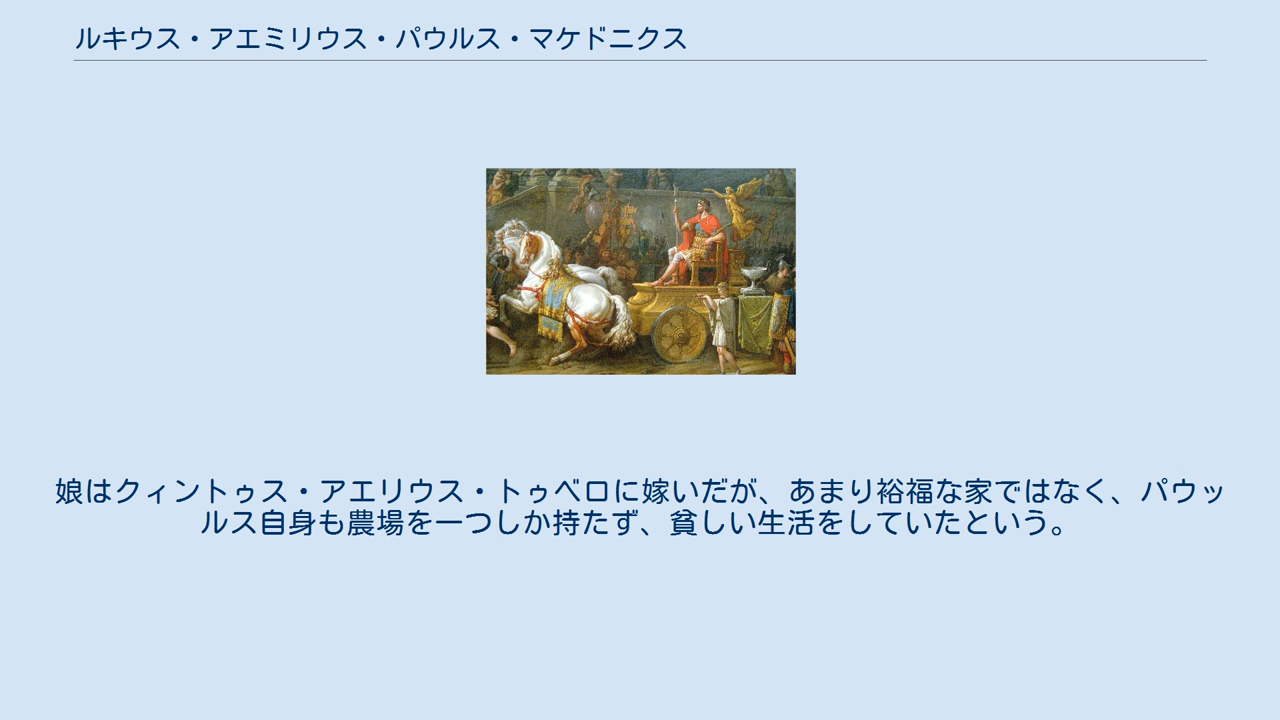 ルキウス・アエミリウス・パウルス・マケドニクス
娘はクィントゥス・アエリウス・トゥベロに嫁いだが、あまり裕福な家ではなく、パウッ
ルス自身も農場を一つしか持たず、貧しい生活をしていたという。